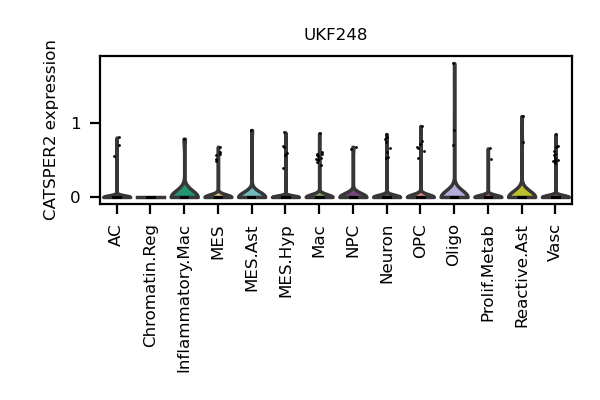 UKF248
CATSPER2 expression
1
0
AC
Chromatin.Reg
Inflammatory.Mac
MES
MES.Ast
MES.Hyp
Mac
NPC
Neuron
OPC
Oligo
Prolif.Metab
Reactive.Ast
Vasc